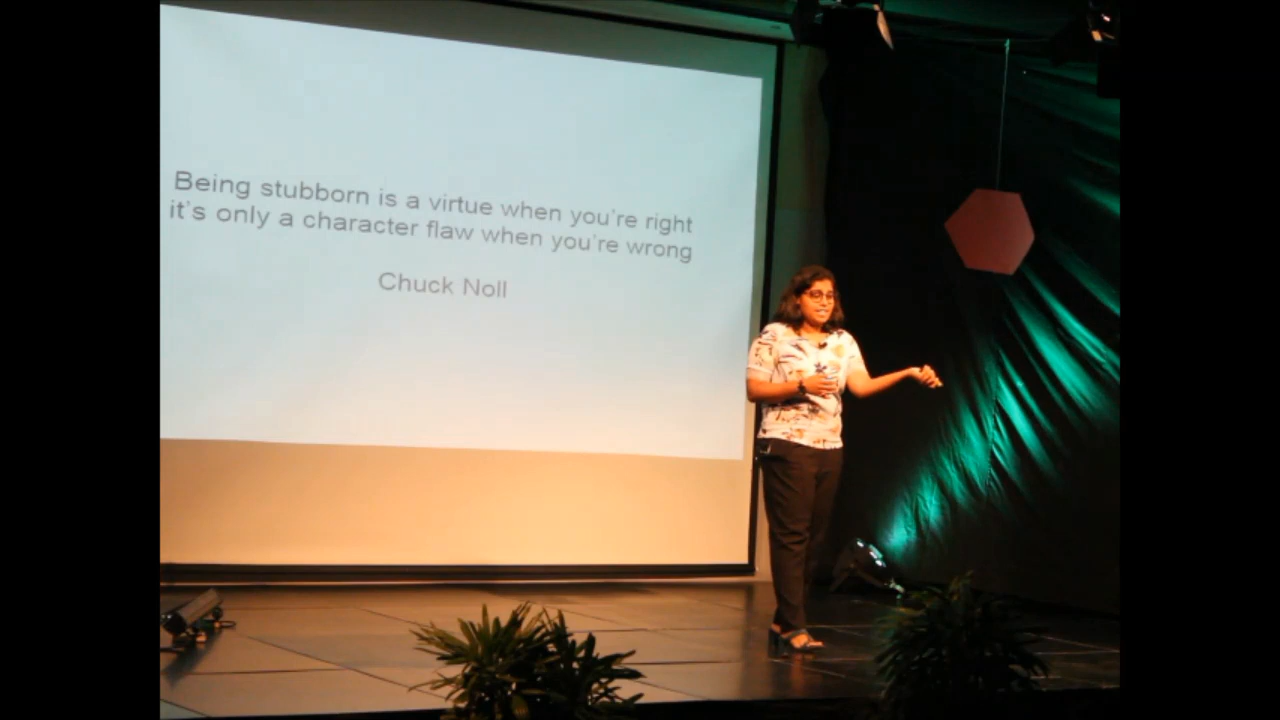 Being stubborn is a virtue when you're right
it's only a character flaw when you're wrong
Chuck Noll